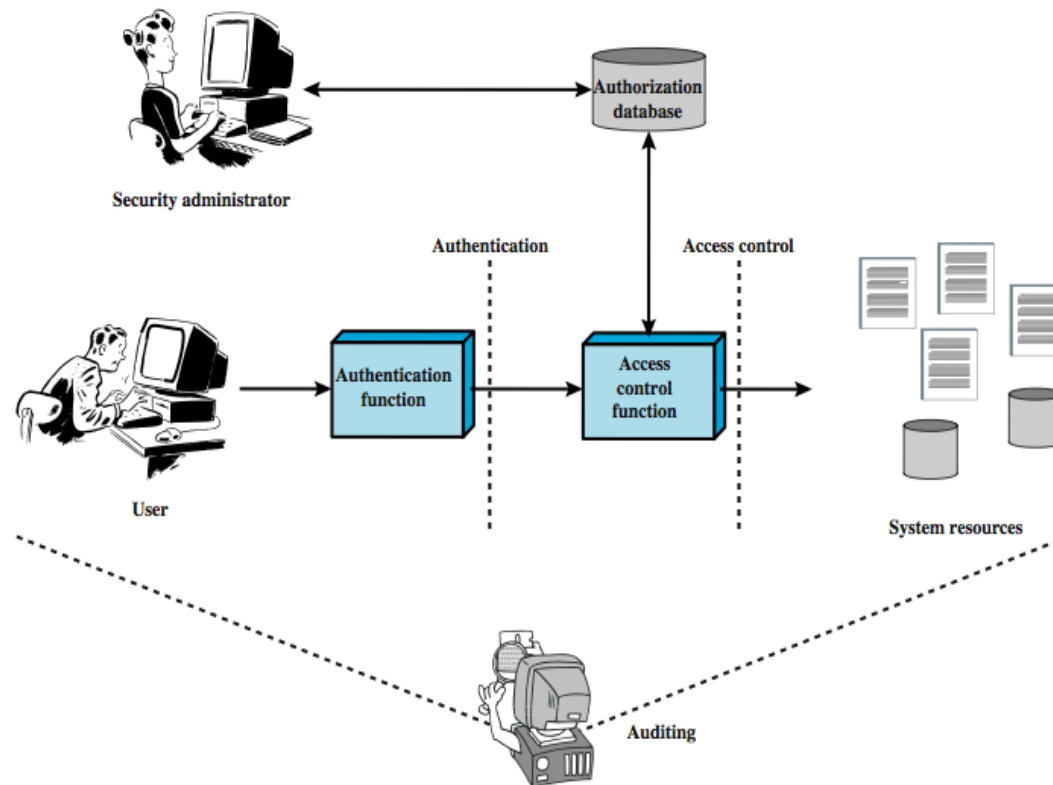 Authorization
database
Security administrator
Authentication
Access control
Authentication
function
Access
control
function
User
System resources
Auditing